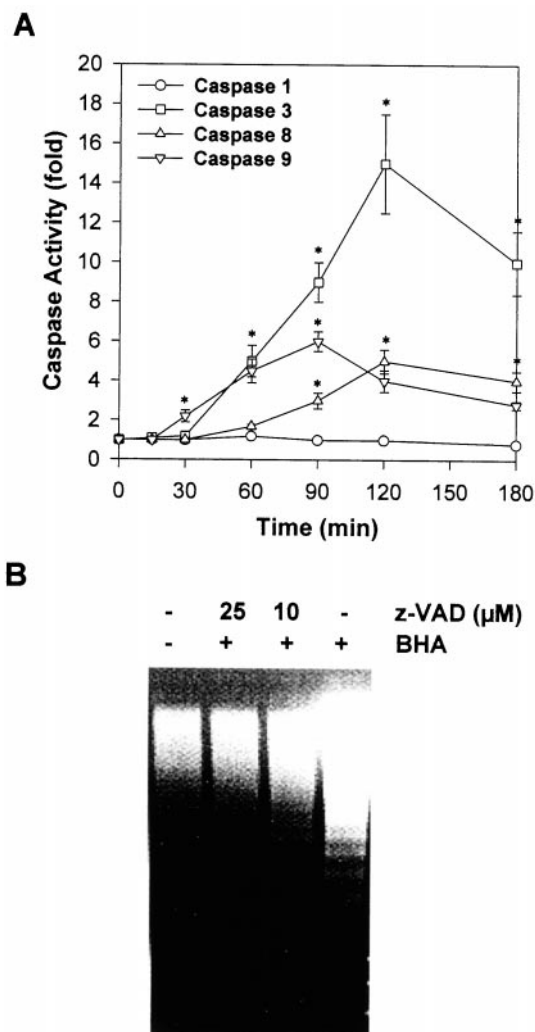 A
20
18
16
14
12
10
8
6
4
2
0
Caspase Activity (fold)
Caspase 1
Caspase 3
Caspase 8
Caspase 9
* * * * * * * * *
0 30 60 90 120 150 180
Time (min)
B
- 25 10 - z-VAD (µM)
- + + + BHA